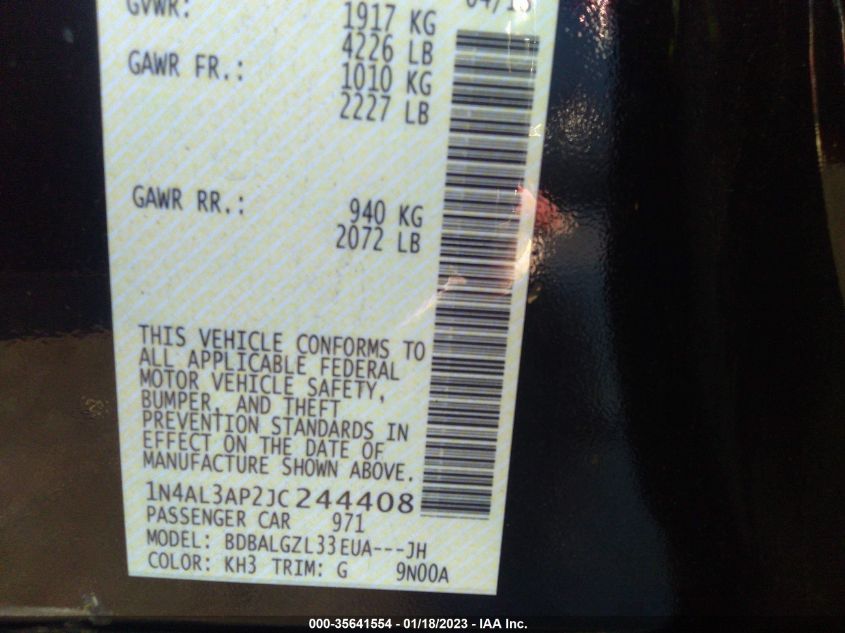 GVWR:
1917 KG
4226 LB
GAWR FR.: 1010 KG
2227 LB
GAWR RR.: 940 KG
2072 LB
THIS VEHICLE CONFORMS TO
ALL APPLICABLE FEDERAL
MOTOR VEHICLE SAFETY,
BUMPER, AND THEFT
PREVENTION STANDARDS IN
EFFECT ON THE DATE OF
MANUFACTURE SHOWN ABOVE.
1N4AL3AP2JC244408
PASSENGER CAR 971
MODEL: BDBALGZL33EUA---JH
COLOR: KH3 TRIM: G 9N00A
000-35641554 - 01/18/2023 - IAA Inc.